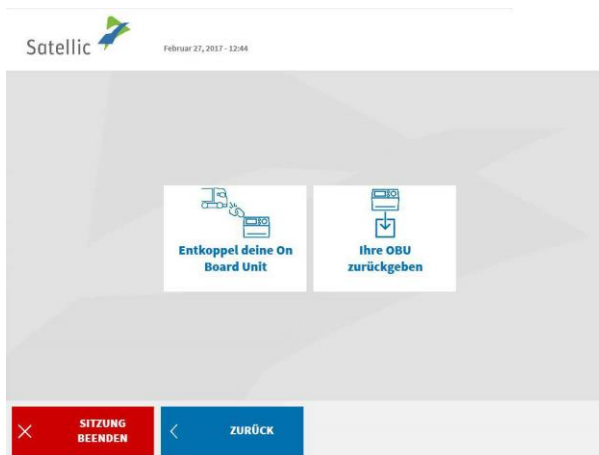 Satellic
Februar 27, 2017 - 12:44
Entkoppel deine On
Board Unit
Ihre OBU
zurückgeben
SITZUNG
BEENDEN
ZURÜCK